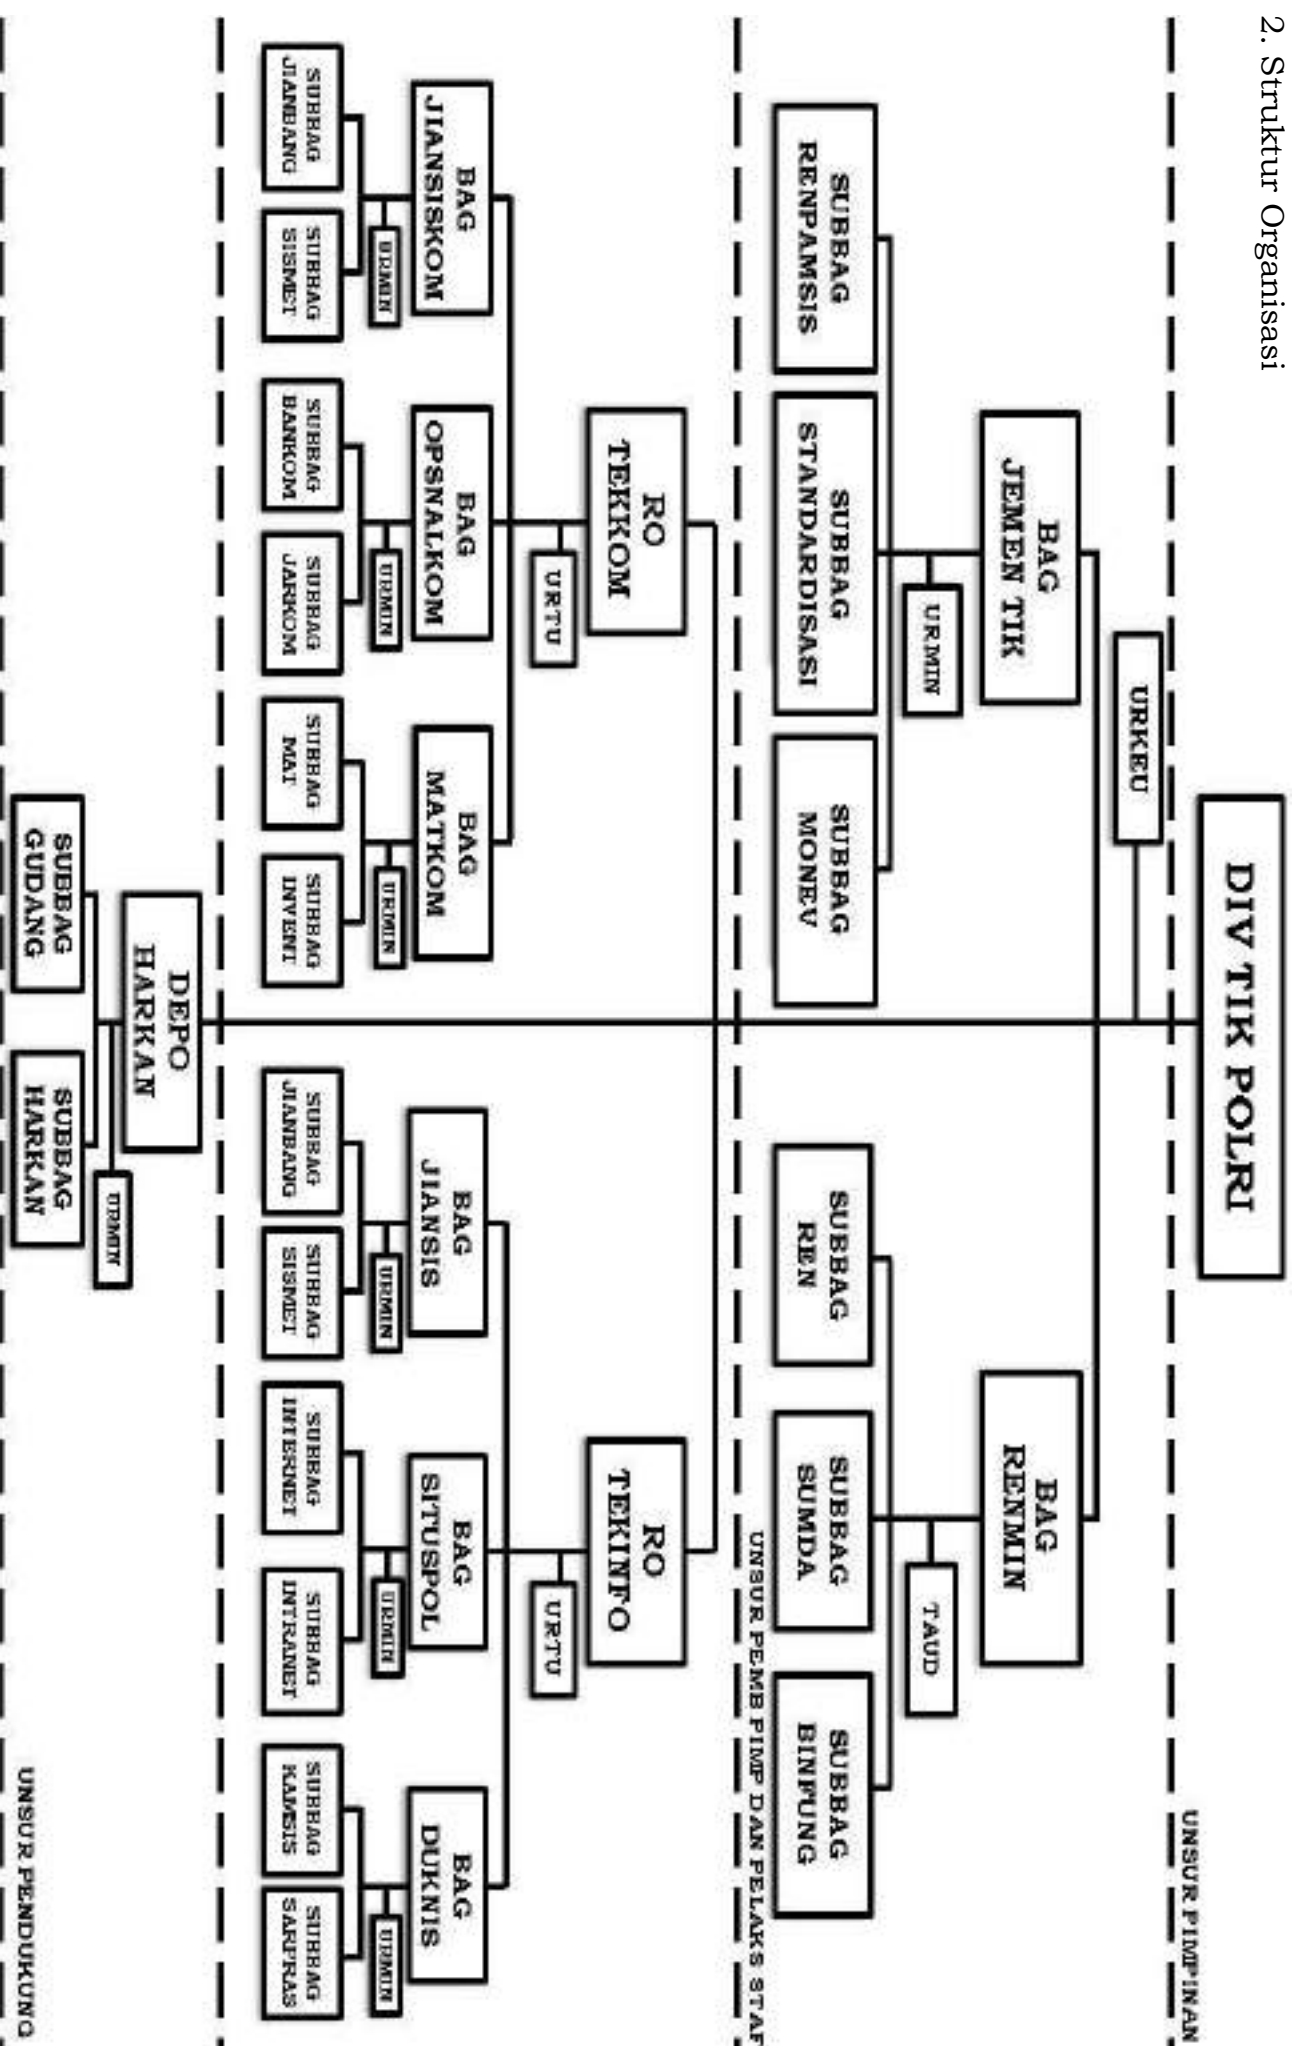 2. Struktur Organisasi
DIV TIK POLRI
UNSUR PIMPINAN
URKEU
BAG
JEMEN TIK
BAG
RENMIN
URMIN
TAUD
SUBBAG
RENPAMSIS
SUBBAG
STANDARDISASI
SUBBAG
MONEV
SUBBAG
REN
SUBBAG
SUMDA
SUBBAG
BINFUNG
UNSUR PEMB PIMP DAN PELAKS STAF
RO
TEKKOM
RO
TEKINFO
URTU
URTU
BAG
JIANSISKOM
BAG
OPSNALKOM
BAG
MATKOM
BAG
JIANSIS
BAG
SITUSPOL
BAG
DUKNIS
URMIN
URMIN
URMIN
URMIN
URMIN
URMIN
SUBBAG
JIANBANG
SUBBAG
SISMET
SUBBAG
BANKOM
SUBBAG
JARKOM
SUBBAG
MAT
SUBBAG
INVENT
SUBBAG
JIANBANG
SUBBAG
SISMET
SUBBAG
INTERNET
SUBBAG
INTRANET
SUBBAG
KAMSIS
SUBBAG
SARPRAS
DEPO
HARKAN
URMIN
SUBBAG
GUDANG
SUBBAG
HARKAN
UNSUR PENDUKUNG